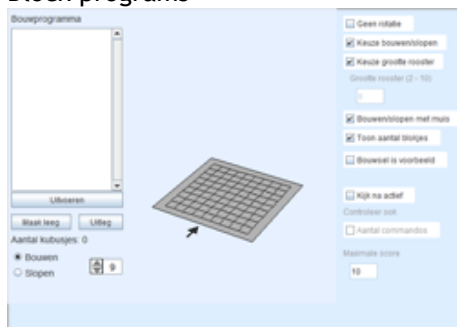 Bouwprogramma
Uitvoeren
Maak leeg
Uitleg
Aantal kubusjes: 0
Bouwen
Slopen
9
Geen rotatie
Keuze bouwen/slopen
Keuze grootte rooster
Grootte rooster (2 - 10)
Bouwen/slopen met muis
Toon aantal blokjes
Bouwsel is voorbeeld
Kijk na actief
Controleer ook
Aantal commandos
Maximale score
10